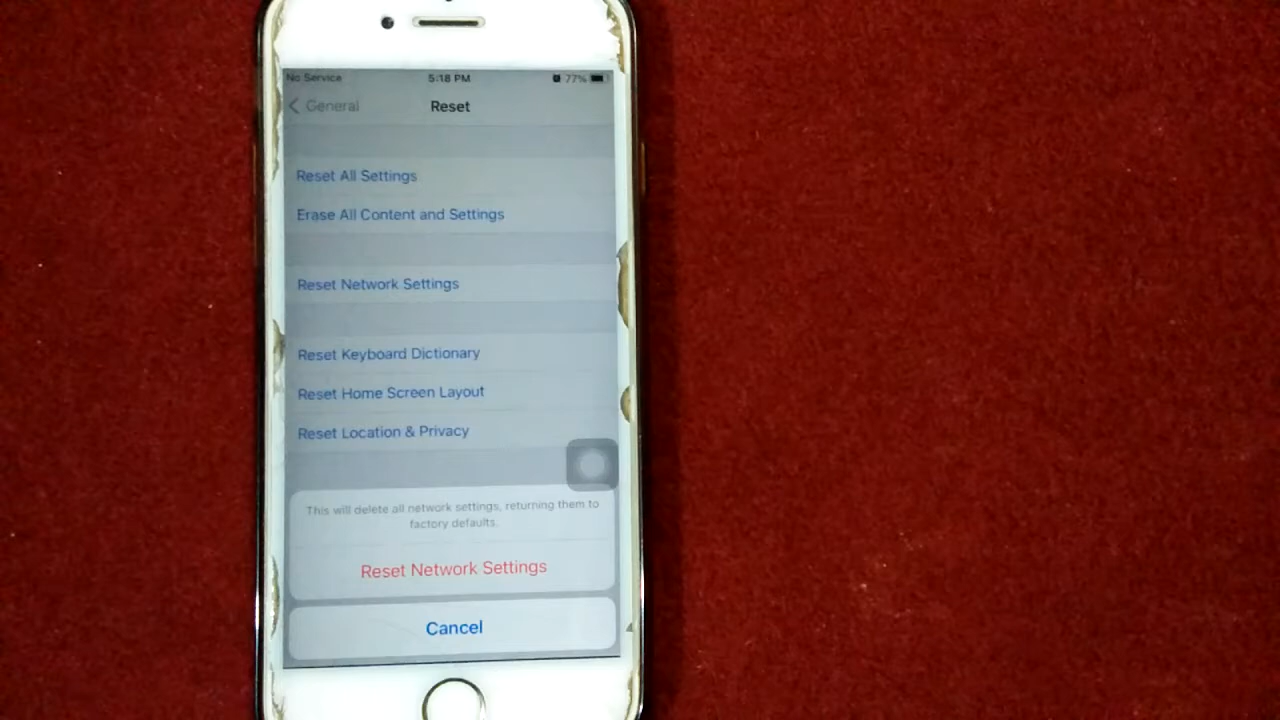 No Service 5:18 PM 77%
General Reset
Reset All Settings
Erase All Content and Settings
Reset Network Settings
Reset Keyboard Dictionary
Reset Home Screen Layout
Reset Location & Privacy
This will delete all network settings, returning them to
factory defaults.
Reset Network Settings
Cancel